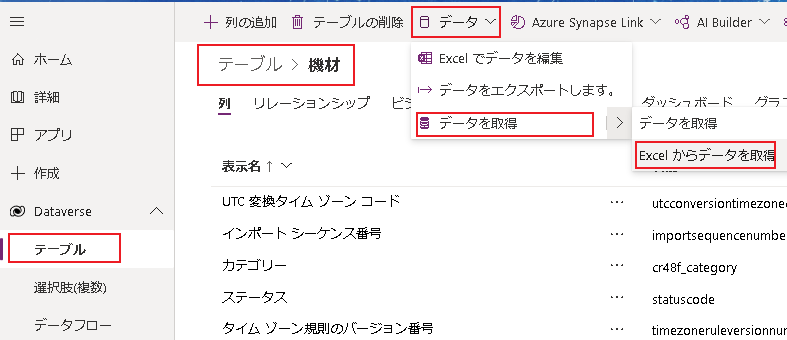 + 列の追加 テーブルの削除 データ Azure Synapse Link AI Builder
ホーム
詳細
アプリ
+ 作成
Dataverse
テーブル
選択肢(複数)
データフロー
テーブル > 機材
列 リレーションシップ ビジ ダッシュボード グラフ
Excel でデータを編集
データをエクスポートします。
データを取得 >
データを取得
Excel からデータを取得
表示名 ↑
UTC 変換タイム ゾーン コード ··· utcconversiontimezone
インポート シーケンス番号 ··· importsequencenumbe
カテゴリー ··· cr48f_category
ステータス ··· statuscode
タイム ゾーン規則のバージョン番号 ··· timezoneruleversionnu